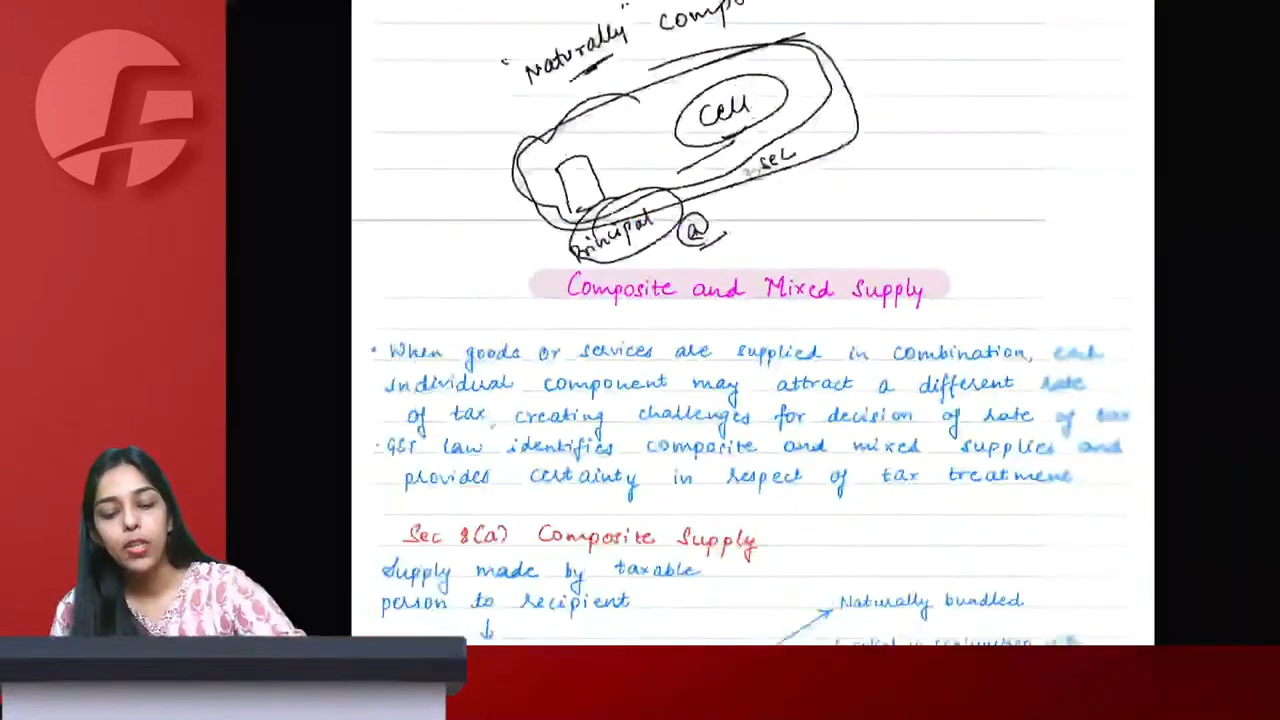 "Naturally"
Cell
sec
Principal
@
Composite and Mixed Supply
• When goods or services are supplied in combination, each
individual component may attract a different rate
of tax, creating challenges for decision of rate of tax
• GST law identifies composite and mixed supplies and
provides certainty in respect of tax treatment
Sec 8(a) Composite Supply
Supply made by taxable
person to recipient
Naturally bundled.